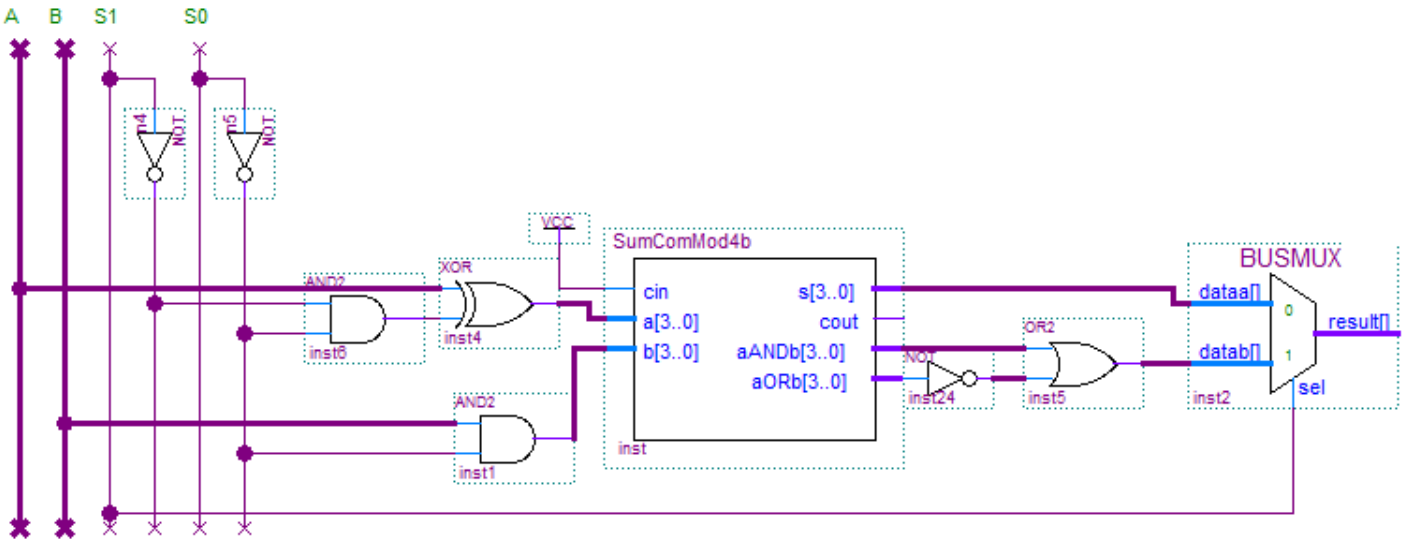 A B S1 S0
n4 NOT n5 NOT
VCC
SumComMod4b
BUSMUX
XOR
AND2
cin s[3..0] dataa[]
0
a[3..0] cout result[]
inst4 OR2
inst6 b[3..0] aANDb[3..0] NOT datab[] 1
aORb[3..0] sel
inst24 inst5 inst2
AND2
inst
inst1